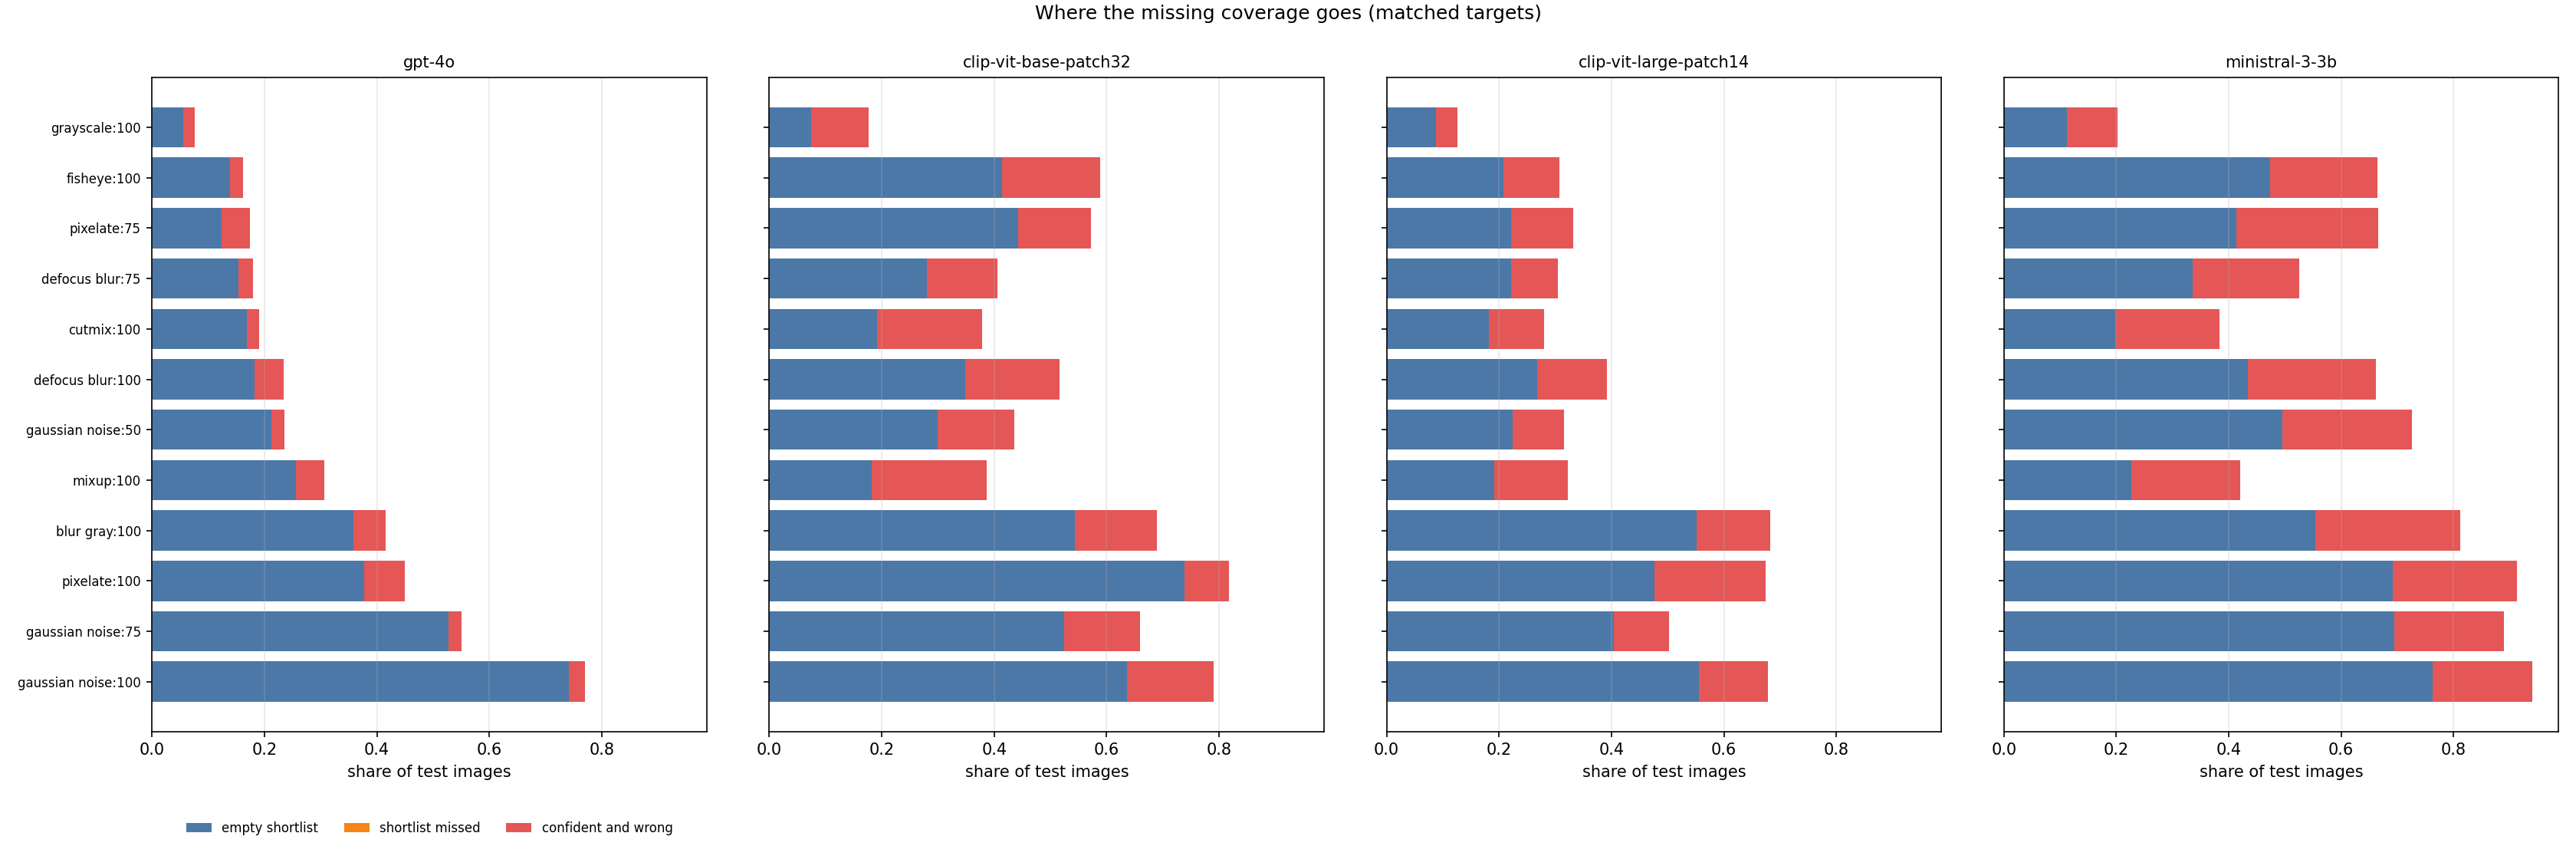 Where the missing coverage goes (matched targets)
gpt-4o
clip-vit-base-patch32
clip-vit-large-patch14
ministral-3-3b
grayscale:100
fisheye:100
pixelate:75
defocus blur:75
cutmix:100
defocus blur:100
gaussian noise:50
mixup:100
blur gray:100
pixelate:100
gaussian noise:75
gaussian noise:100
0.0 0.2 0.4 0.6 0.8
0.0 0.2 0.4 0.6 0.8
0.0 0.2 0.4 0.6 0.8
0.0 0.2 0.4 0.6 0.8
share of test images
share of test images
share of test images
share of test images
empty shortlist
shortlist missed
confident and wrong